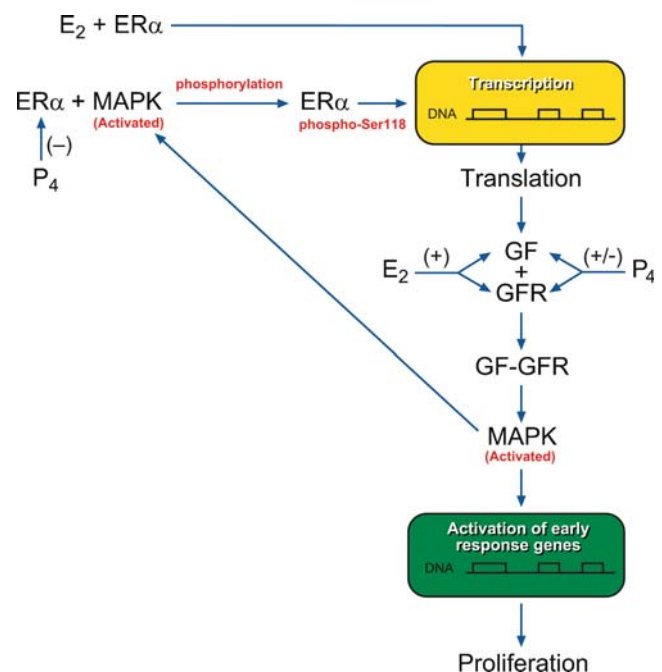 E₂ + ERα
Transcription
DNA
ERα + MAPK
(Activated)
phosphorylation
ERα
phospho-Ser118
(–)
P₄
Translation
E₂
(+)
GF
+
GFR
(+/-)
P₄
GF-GFR
MAPK
(Activated)
Activation of early
response genes
DNA
Proliferation